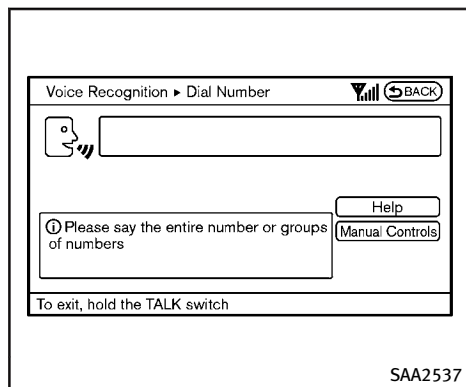 Voice Recognition ▸ Dial Number
BACK
Help
Manual Controls
Please say the entire number or groups
of numbers
To exit, hold the TALK switch
SAA2537